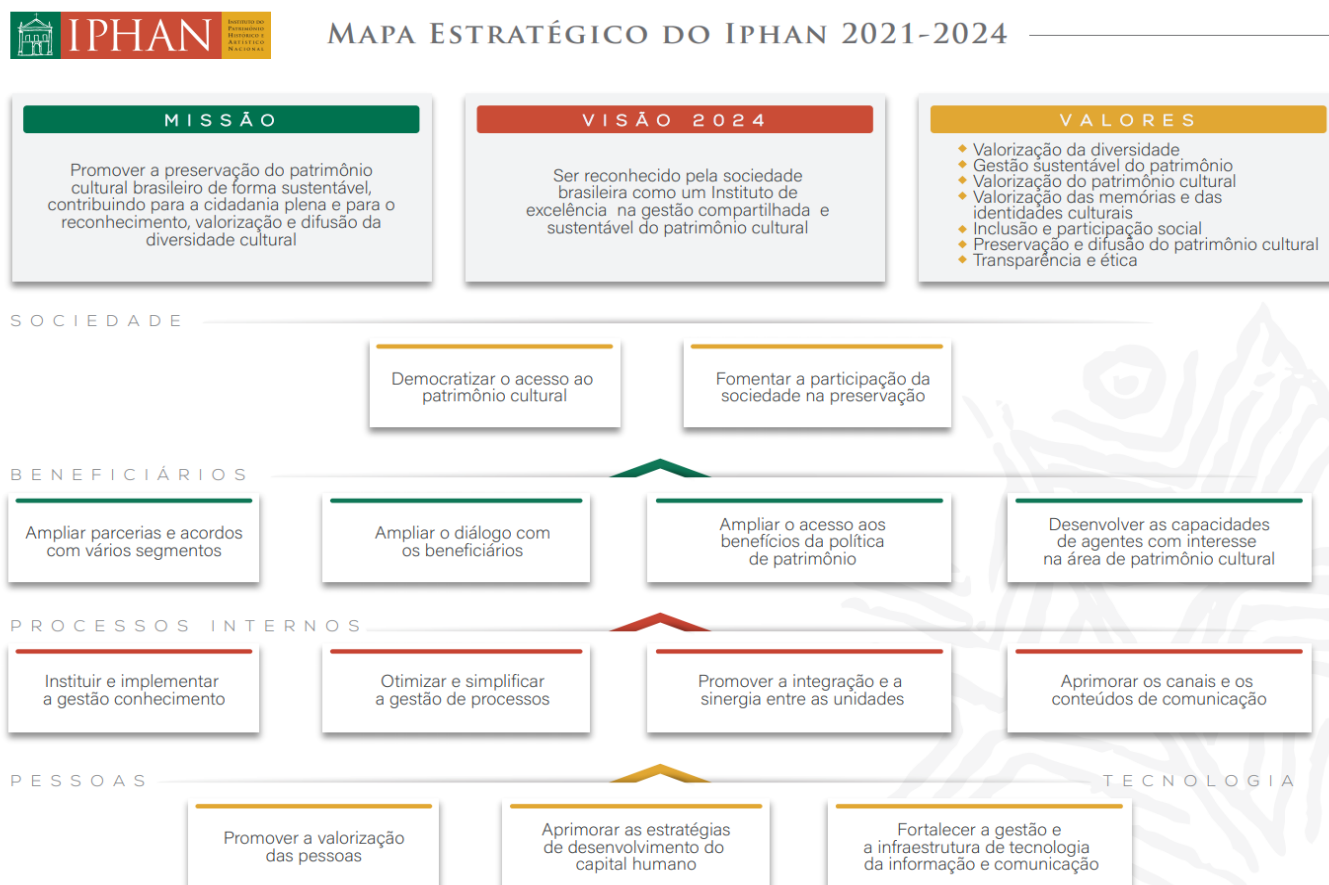 IPHAN
INSTITUTO DO
PATRIMÔNIO
HISTÓRICO E
ARTÍSTICO
NACIONAL
MAPA ESTRATÉGICO DO IPHAN 2021-2024
MISSÃO
Promover a preservação do patrimônio
cultural brasileiro de forma sustentável,
contribuindo para a cidadania plena e para o
reconhecimento, valorização e difusão da
diversidade cultural
VISÃO 2024
Ser reconhecido pela sociedade
brasileira como um Instituto de
excelência na gestão compartilhada e
sustentável do patrimônio cultural
VALORES
Valorização da diversidade
Gestão sustentável do patrimônio
Valorização do patrimônio cultural
Valorização das memórias e das
identidades culturais
Inclusão e participação social
Preservação e difusão do patrimônio cultural
Transparência e ética
SOCIEDADE
Democratizar o acesso ao
patrimônio cultural
Fomentar a participação da
sociedade na preservação
BENEFICIÁRIOS
Ampliar parcerias e acordos
com vários segmentos
Ampliar o diálogo com
os beneficiários
Ampliar o acesso aos
benefícios da política
de patrimônio
Desenvolver as capacidades
de agentes com interesse
na área de patrimônio cultural
PROCESSOS INTERNOS
Instituir e implementar
a gestão conhecimento
Otimizar e simplificar
a gestão de processos
Promover a integração e a
sinergia entre as unidades
Aprimorar os canais e os
conteúdos de comunicação
PESSOAS
TECNOLOGIA
Promover a valorização
das pessoas
Aprimorar as estratégias
de desenvolvimento do
capital humano
Fortalecer a gestão e
a infraestrutura de tecnologia
da informação e comunicação